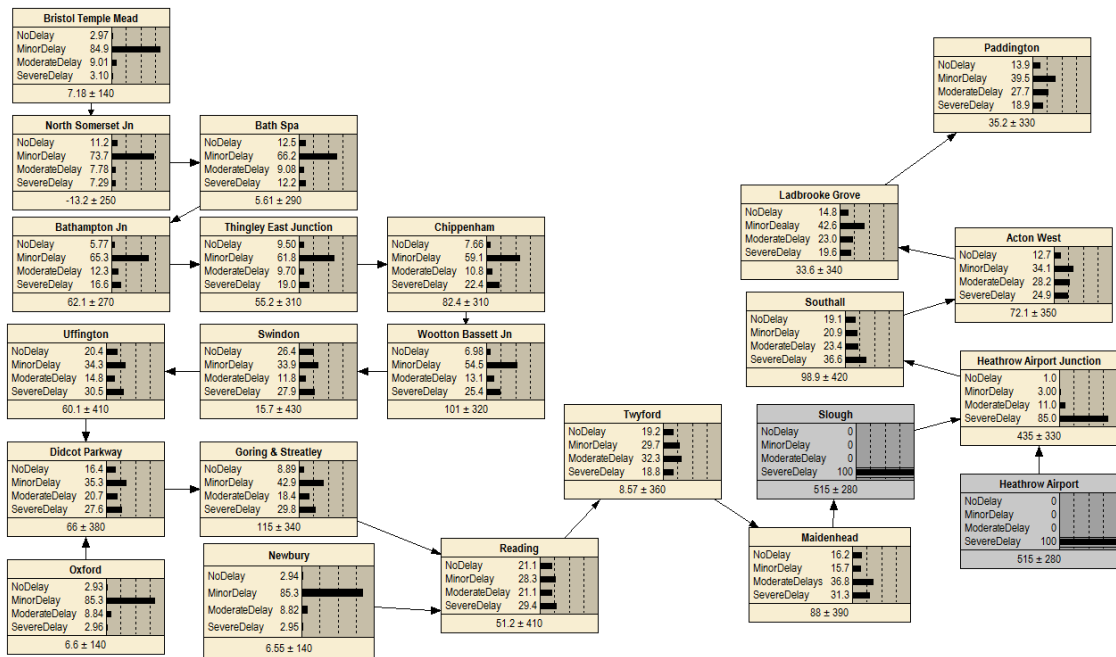 Bristol Temple Mead
NoDelay 2.97
MinorDelay 84.9
ModerateDelay 9.01
SevereDelay 3.10
7.18 ± 140
North Somerset Jn
NoDelay 11.2
MinorDelay 73.7
ModerateDelay 7.78
SevereDelay 7.29
-13.2 ± 250
Bath Spa
NoDelay 12.5
MinorDelay 66.2
ModerateDelay 9.08
SevereDelay 12.2
5.61 ± 290
Bathampton Jn
NoDelay 5.77
MinorDelay 65.3
ModerateDelay 12.3
SevereDelay 16.6
62.1 ± 270
Thingley East Junction
NoDelay 9.50
MinorDelay 61.8
ModerateDelay 9.70
SevereDelay 19.0
55.2 ± 310
Chippenham
NoDelay 7.66
MinorDelay 59.1
ModerateDelay 10.8
SevereDelay 22.4
82.4 ± 310
Uffington
NoDelay 20.4
MinorDelay 34.3
ModerateDelay 14.8
SevereDelay 30.5
60.1 ± 410
Swindon
NoDelay 26.4
MinorDelay 33.9
ModerateDelay 11.8
SevereDelay 27.9
15.7 ± 430
Wootton Bassett Jn
NoDelay 6.98
MinorDelay 54.5
ModerateDelay 13.1
SevereDelay 25.4
101 ± 320
Didcot Parkway
NoDelay 16.4
MinorDelay 35.3
ModerateDelay 20.7
SevereDelay 27.6
66 ± 380
Goring & Streatley
NoDelay 8.89
MinorDelay 42.9
ModerateDelay 18.4
SevereDelay 29.8
115 ± 340
Oxford
NoDelay 2.93
MinorDelay 85.3
ModerateDelay 8.84
SevereDelay 2.96
6.6 ± 140
Newbury
NoDelay 2.94
MinorDelay 85.3
ModerateDelay 8.82
SevereDelay 2.95
6.55 ± 140
Reading
NoDelay 21.1
MinorDelay 28.3
ModerateDelay 21.1
SevereDelay 29.4
51.2 ± 410
Twyford
NoDelay 19.2
MinorDelay 29.7
ModerateDelay 32.3
SevereDelay 18.8
8.57 ± 360
Maidenhead
NoDelay 16.2
MinorDelay 15.7
ModerateDelays 36.8
SevereDelay 31.3
88 ± 390
Slough
NoDelay 0
MinorDelay 0
ModerateDelay 0
SevereDelay 100
515 ± 280
Heathrow Airport
NoDelay 0
MinorDelay 0
ModerateDelay 0
SevereDelay 100
515 ± 280
Heathrow Airport Junction
NoDelay 1.0
MinorDelay 3.00
ModerateDelay 11.0
SevereDelay 85.0
435 ± 330
Southall
NoDelay 19.1
MinorDelay 20.9
ModerateDelay 23.4
SevereDelay 36.6
98.9 ± 420
Acton West
NoDelay 12.7
MinorDelay 34.1
ModerateDelay 28.2
SevereDelay 24.9
72.1 ± 350
Ladbrooke Grove
NoDelay 14.8
MinorDelay 42.6
ModerateDelay 23.0
SevereDelay 19.6
33.6 ± 340
Paddington
NoDelay 13.9
MinorDelay 39.5
ModerateDelay 27.7
SevereDelay 18.9
35.2 ± 330